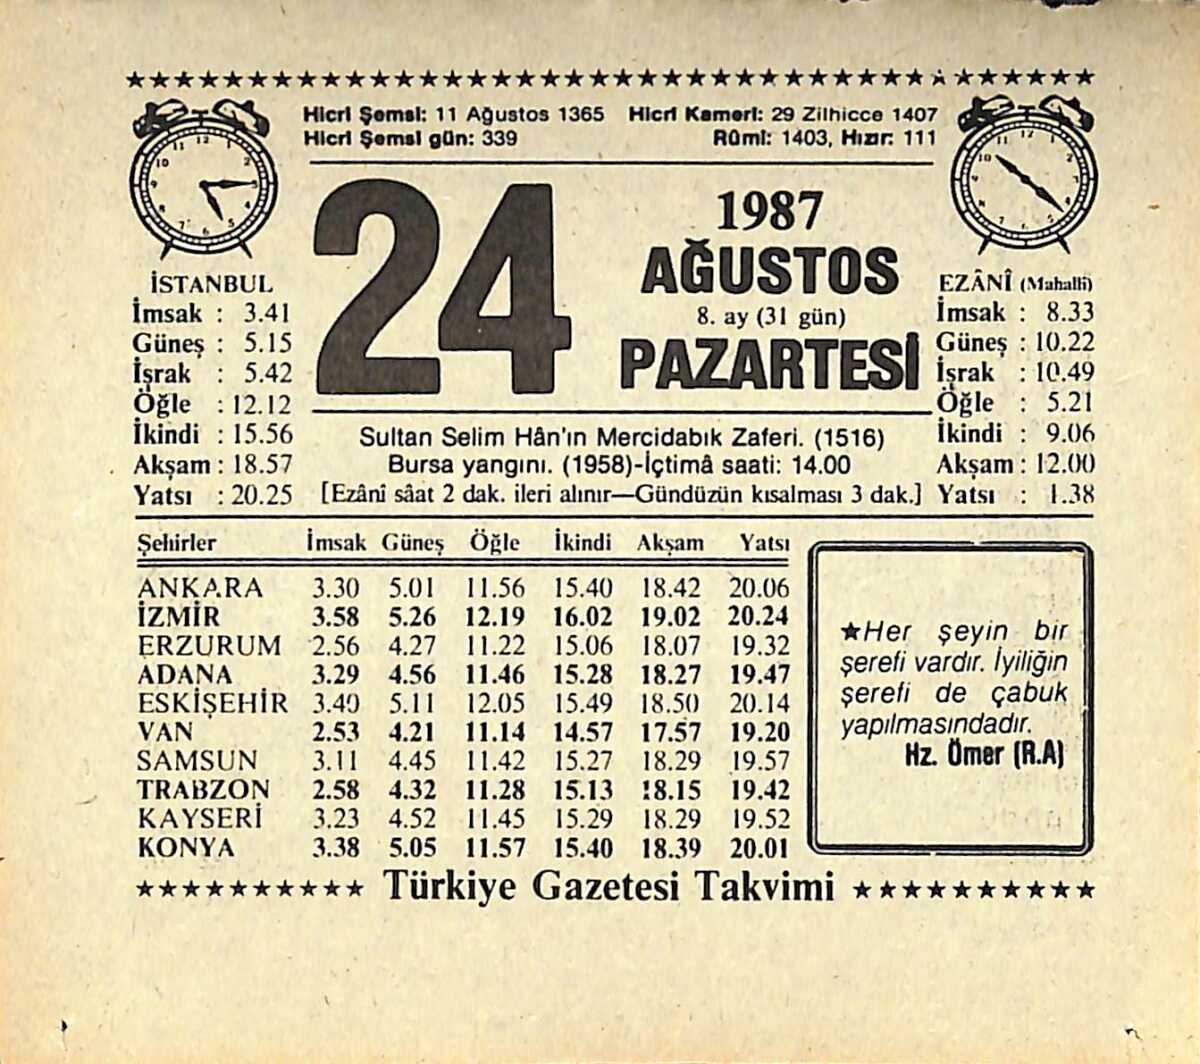 Hicrî Şemsî: 11 Ağustos 1365 Hicrî Kamerî: 29 Zilhicce 1407
Hicrî Şemsî gün: 339 Rûmî: 1403, Hızır: 111
24
1987
AĞUSTOS
8. ay (31 gün)
PAZARTESİ
İSTANBUL
İmsak : 3.41
Güneş : 5.15
İşrak : 5.42
Öğle : 12.12
İkindi : 15.56
Akşam : 18.57
Yatsı : 20.25
EZÂNÎ (Mahallî)
İmsak : 8.33
Güneş : 10.22
İşrak : 10.49
Öğle : 5.21
İkindi : 9.06
Akşam : 12.00
Yatsı : 1.38
Sultan Selim Hân'ın Mercidabık Zaferi. (1516)
Bursa yangını. (1958)-İçtimâ saati: 14.00
[Ezânî sâat 2 dak. ileri alınır—Gündüzün kısalması 3 dak.]
Şehirler İmsak Güneş Öğle İkindi Akşam Yatsı
ANKARA 3.30 5.01 11.56 15.40 18.42 20.06
İZMİR 3.58 5.26 12.19 16.02 19.02 20.24
ERZURUM 2.56 4.27 11.22 15.06 18.07 19.32
ADANA 3.29 4.56 11.46 15.28 18.27 19.47
ESKİŞEHİR 3.40 5.11 12.05 15.49 18.50 20.14
VAN 2.53 4.21 11.14 14.57 17.57 19.20
SAMSUN 3.11 4.45 11.42 15.27 18.29 19.57
TRABZON 2.58 4.32 11.28 15.13 18.15 19.42
KAYSERİ 3.23 4.52 11.45 15.29 18.29 19.52
KONYA 3.38 5.05 11.57 15.40 18.39 20.01
★Her şeyin bir
şerefi vardır. İyiliğin
şerefi de çabuk
yapılmasındadır.
Hz. Ömer (R.A)
Türkiye Gazetesi Takvimi